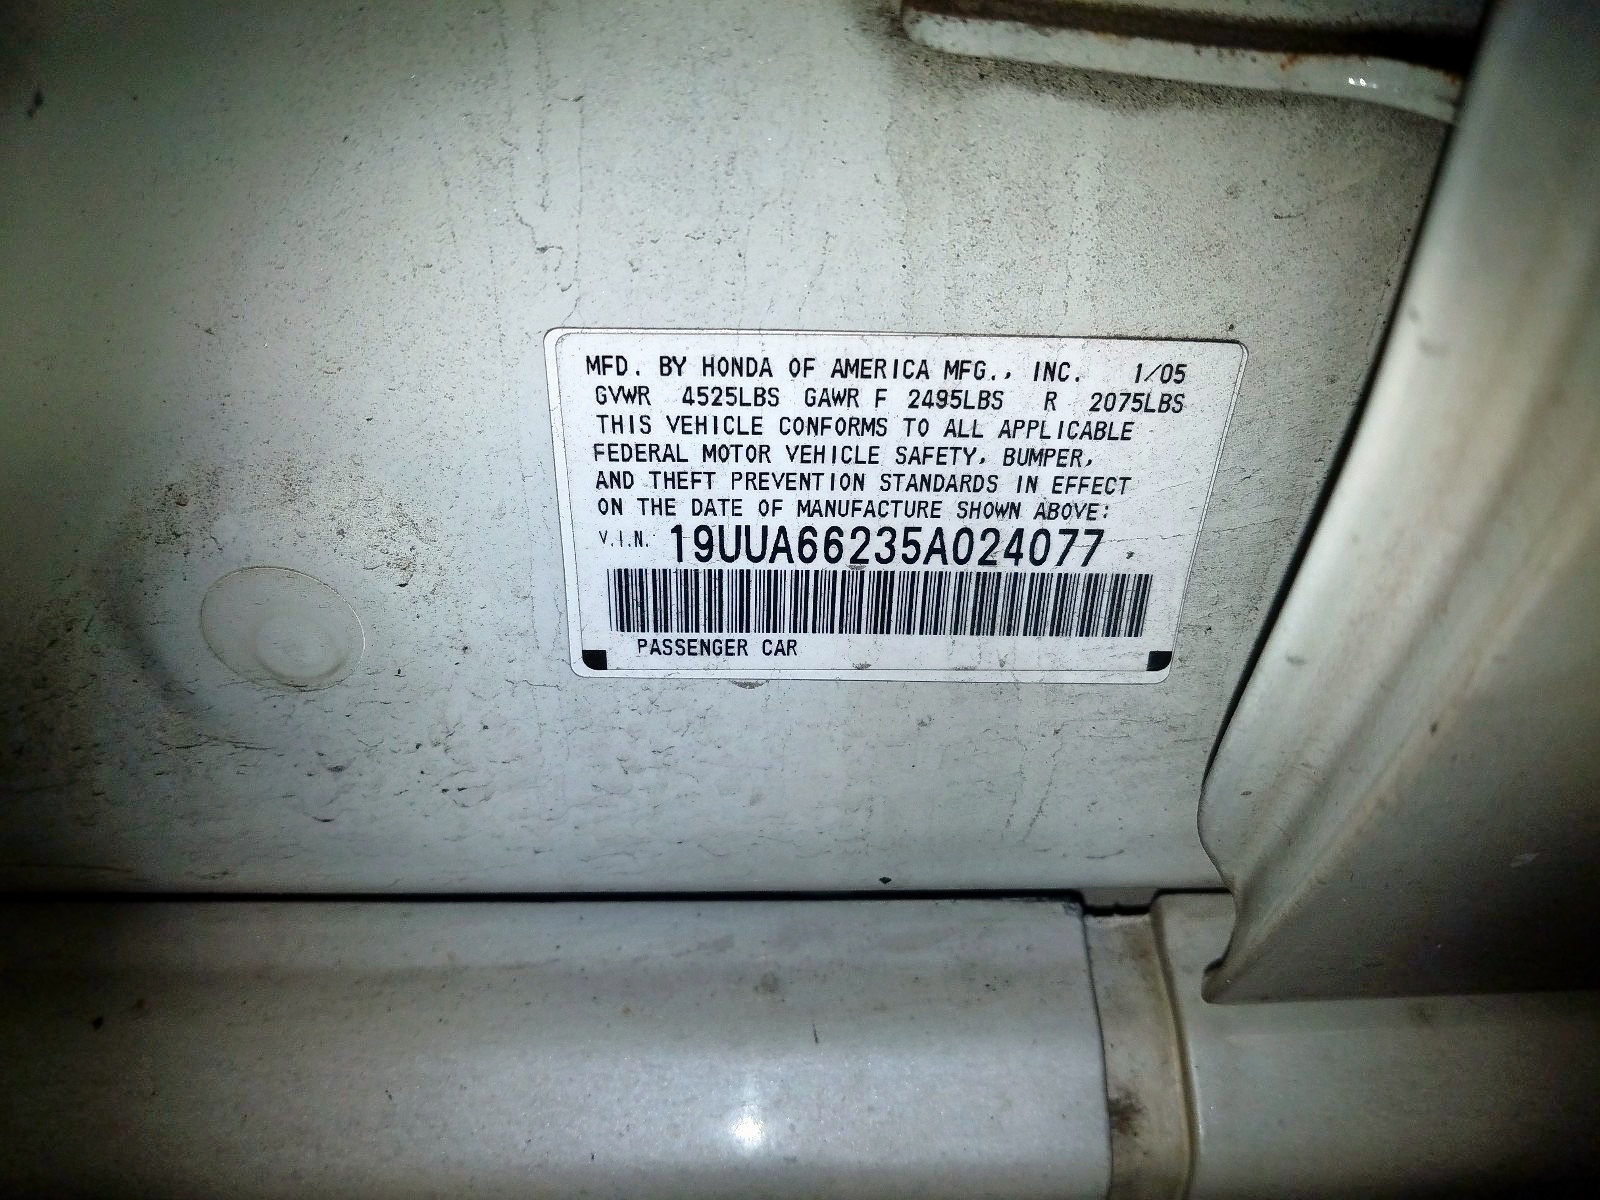 MFD. BY HONDA OF AMERICA MFG., INC. 1/05
GVWR 4525LBS GAWR F 2495LBS R 2075LBS
THIS VEHICLE CONFORMS TO ALL APPLICABLE
FEDERAL MOTOR VEHICLE SAFETY, BUMPER,
AND THEFT PREVENTION STANDARDS IN EFFECT
ON THE DATE OF MANUFACTURE SHOWN ABOVE:
V.I.N. 19UUA66235A024077
PASSENGER CAR